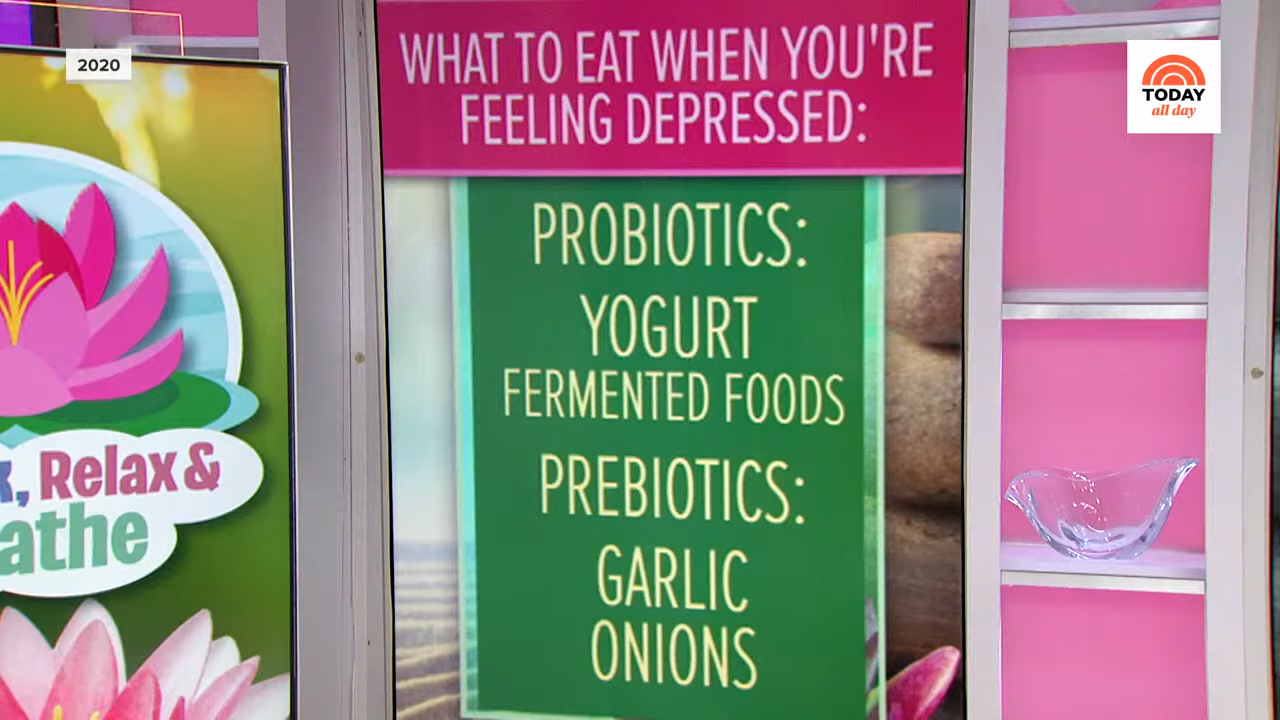 2020
WHAT TO EAT WHEN YOU'RE
FEELING DEPRESSED:
PROBIOTICS:
YOGURT
FERMENTED FOODS
PREBIOTICS:
GARLIC
ONIONS
Relax &
TODAY
all day